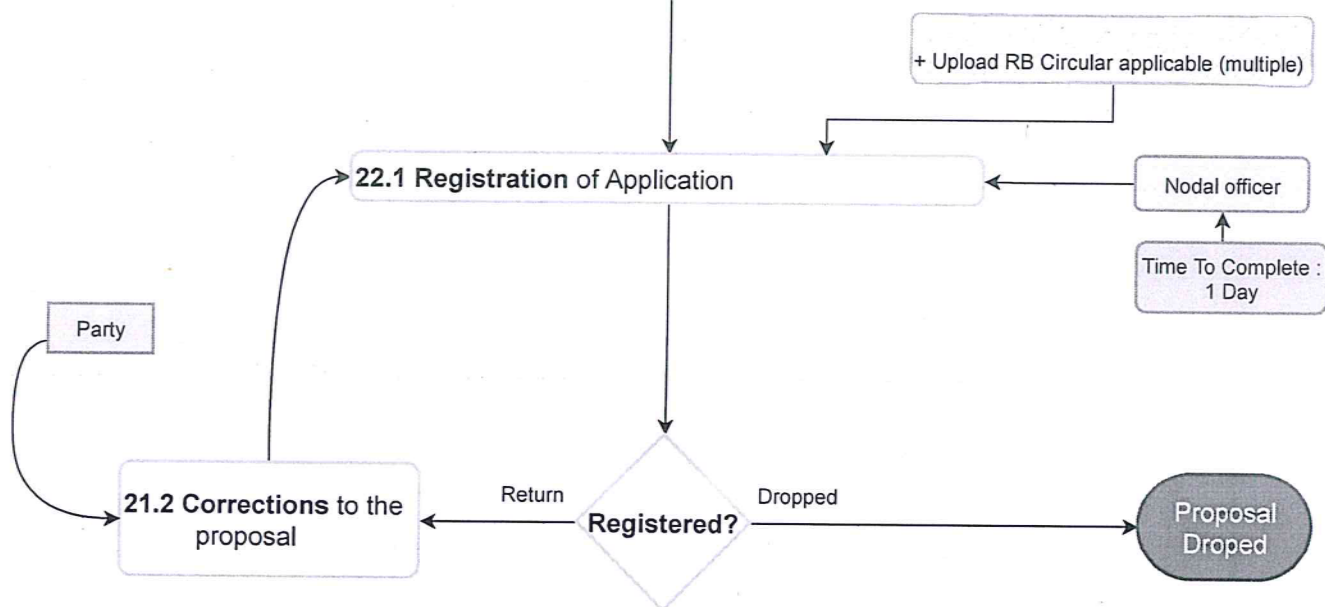 + Upload RB Circular applicable (multiple)
22.1 Registration of Application
Nodal officer
Time To Complete :
1 Day
Party
21.2 Corrections to the
proposal
Return
Registered?
Dropped
Proposal
Droped